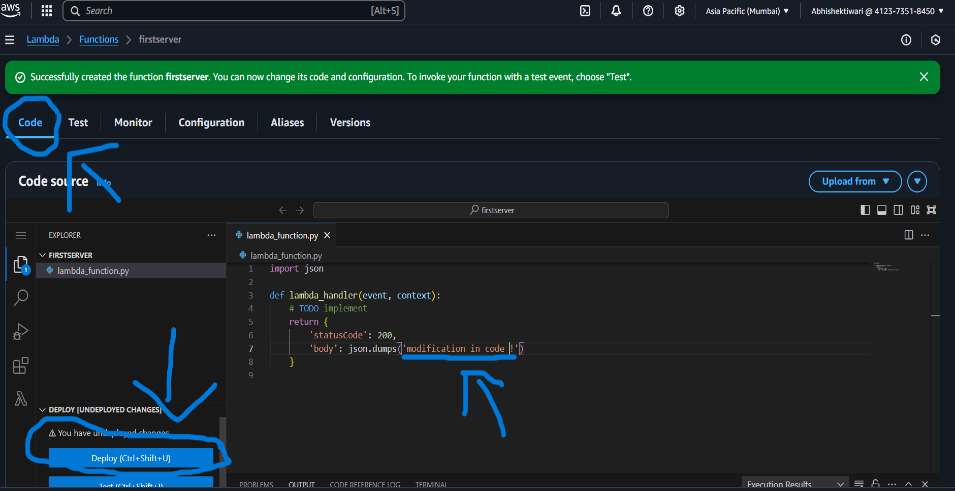 aws Search [Alt+S] Asia Pacific (Mumbai) ▼ Abhishektiwari @ 4123-7351-8450 ▼
Lambda > Functions > firstserver
Successfully created the function firstserver. You can now change its code and configuration. To invoke your function with a test event, choose "Test".
Code Test Monitor Configuration Aliases Versions
Code source Info
Upload from ▼
firstserver
EXPLORER
FIRSTSERVER
lambda_function.py
1
DEPLOY [UNDEPLOYED CHANGES]
You have undeployed changes.
Deploy (Ctrl+Shift+U)
Test (Ctrl+Shift+I)
lambda_function.py
lambda_function.py
1 import json
2
3 def lambda_handler(event, context):
4 # TODO implement
5 return {
6 'statusCode': 200,
7 'body': json.dumps('modification in code !')
8 }
9
PROBLEMS OUTPUT CODE REFERENCE LOG TERMINAL
Execution Results